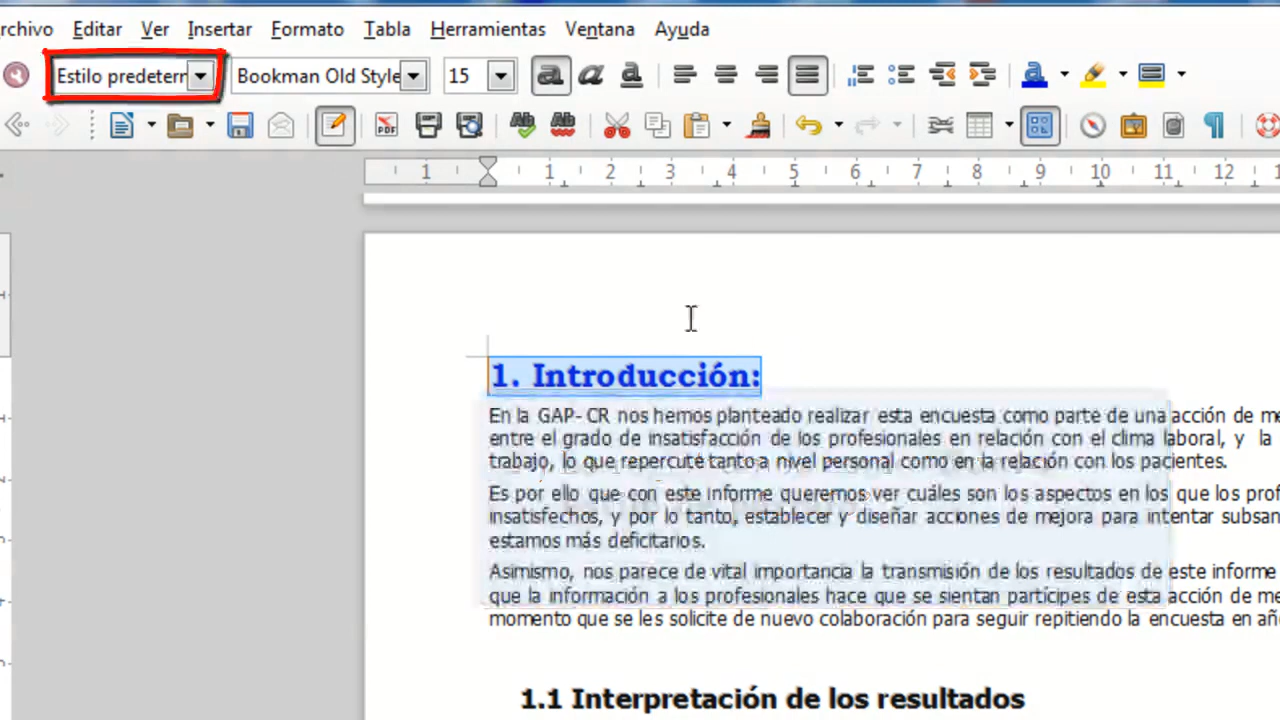 rchivo Editar Ver Insertar Formato Tabla Herramientas Ventana Ayuda
Estilo predeterr Bookman Old Style 15 a a a a
PDF Ab Ab
1 1 2 3 4 5 6 7 8 9 10 11 12 1
1. Introducción:
En la GAP-CR nos hemos planteado realizar esta encuesta como parte de una acción de me
entre el grado de insatisfacción de los profesionales en relación con el clima laboral, y la
trabajo, lo que repercute tanto a nivel personal como en la relación con los pacientes.
Es por ello que con este informe queremos ver cuáles son los aspectos en los que los prof
insatisfechos, y por lo tanto, establecer y diseñar acciones de mejora para intentar subsan
estamos más deficitarios.
Asimismo, nos parece de vital importancia la transmisión de los resultados de este informe
que la información a los profesionales hace que se sientan partícipes de esta acción de me
momento que se les solicite de nuevo colaboración para seguir repitiendo la encuesta en añ
1.1 Interpretación de los resultados